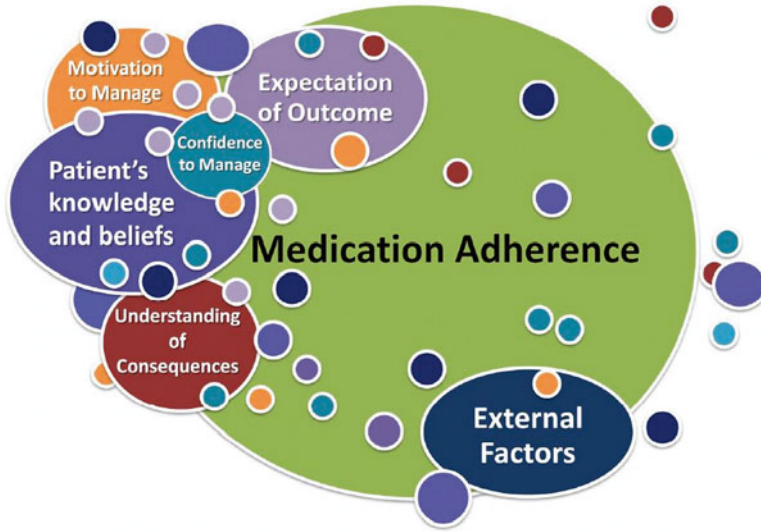 Motivation
to Manage
Expectation
of Outcome
Confidence
to Manage
Patient's
knowledge
and beliefs
Medication Adherence
Understanding
of
Consequences
External
Factors